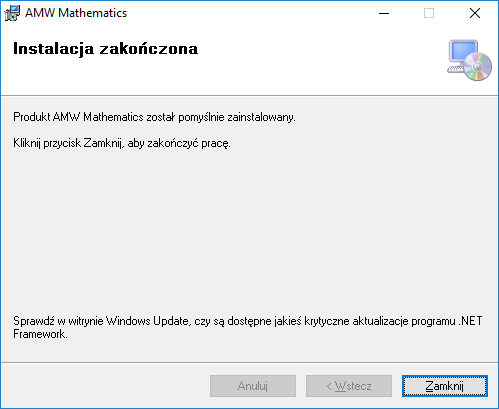 AMW Mathematics
Instalacja zakończona
Produkt AMW Mathematics został pomyślnie zainstalowany.
Kliknij przycisk Zamknij, aby zakończyć pracę.
Sprawdź w witrynie Windows Update, czy są dostępne jakieś krytyczne aktualizacje programu .NET
Framework.
Anuluj < Wstecz Zamknij